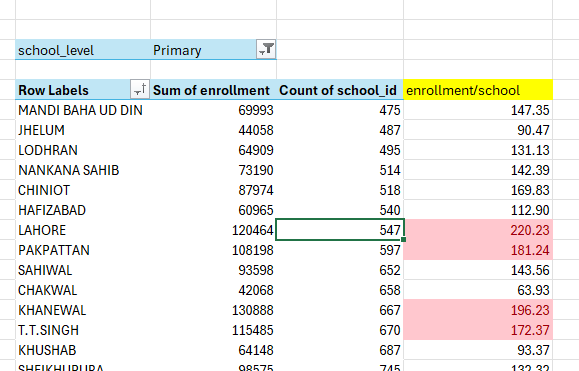 school_level Primary
Row Labels Sum of enrollment Count of school_id enrollment/school
MANDI BAHA UD DIN 69993 475 147.35
JHELUM 44058 487 90.47
LODHRAN 64909 495 131.13
NANKANA SAHIB 73190 514 142.39
CHINIOT 87974 518 169.83
HAFIZABAD 60965 540 112.90
LAHORE 120464 547 220.23
PAKPATTAN 108198 597 181.24
SAHIWAL 93598 652 143.56
CHAKWAL 42068 658 63.93
KHANEWAL 130888 667 196.23
T.T.SINGH 115485 670 172.37
KHUSHAB 64148 687 93.37
SHEIKHUPURA 98575 745 132.32